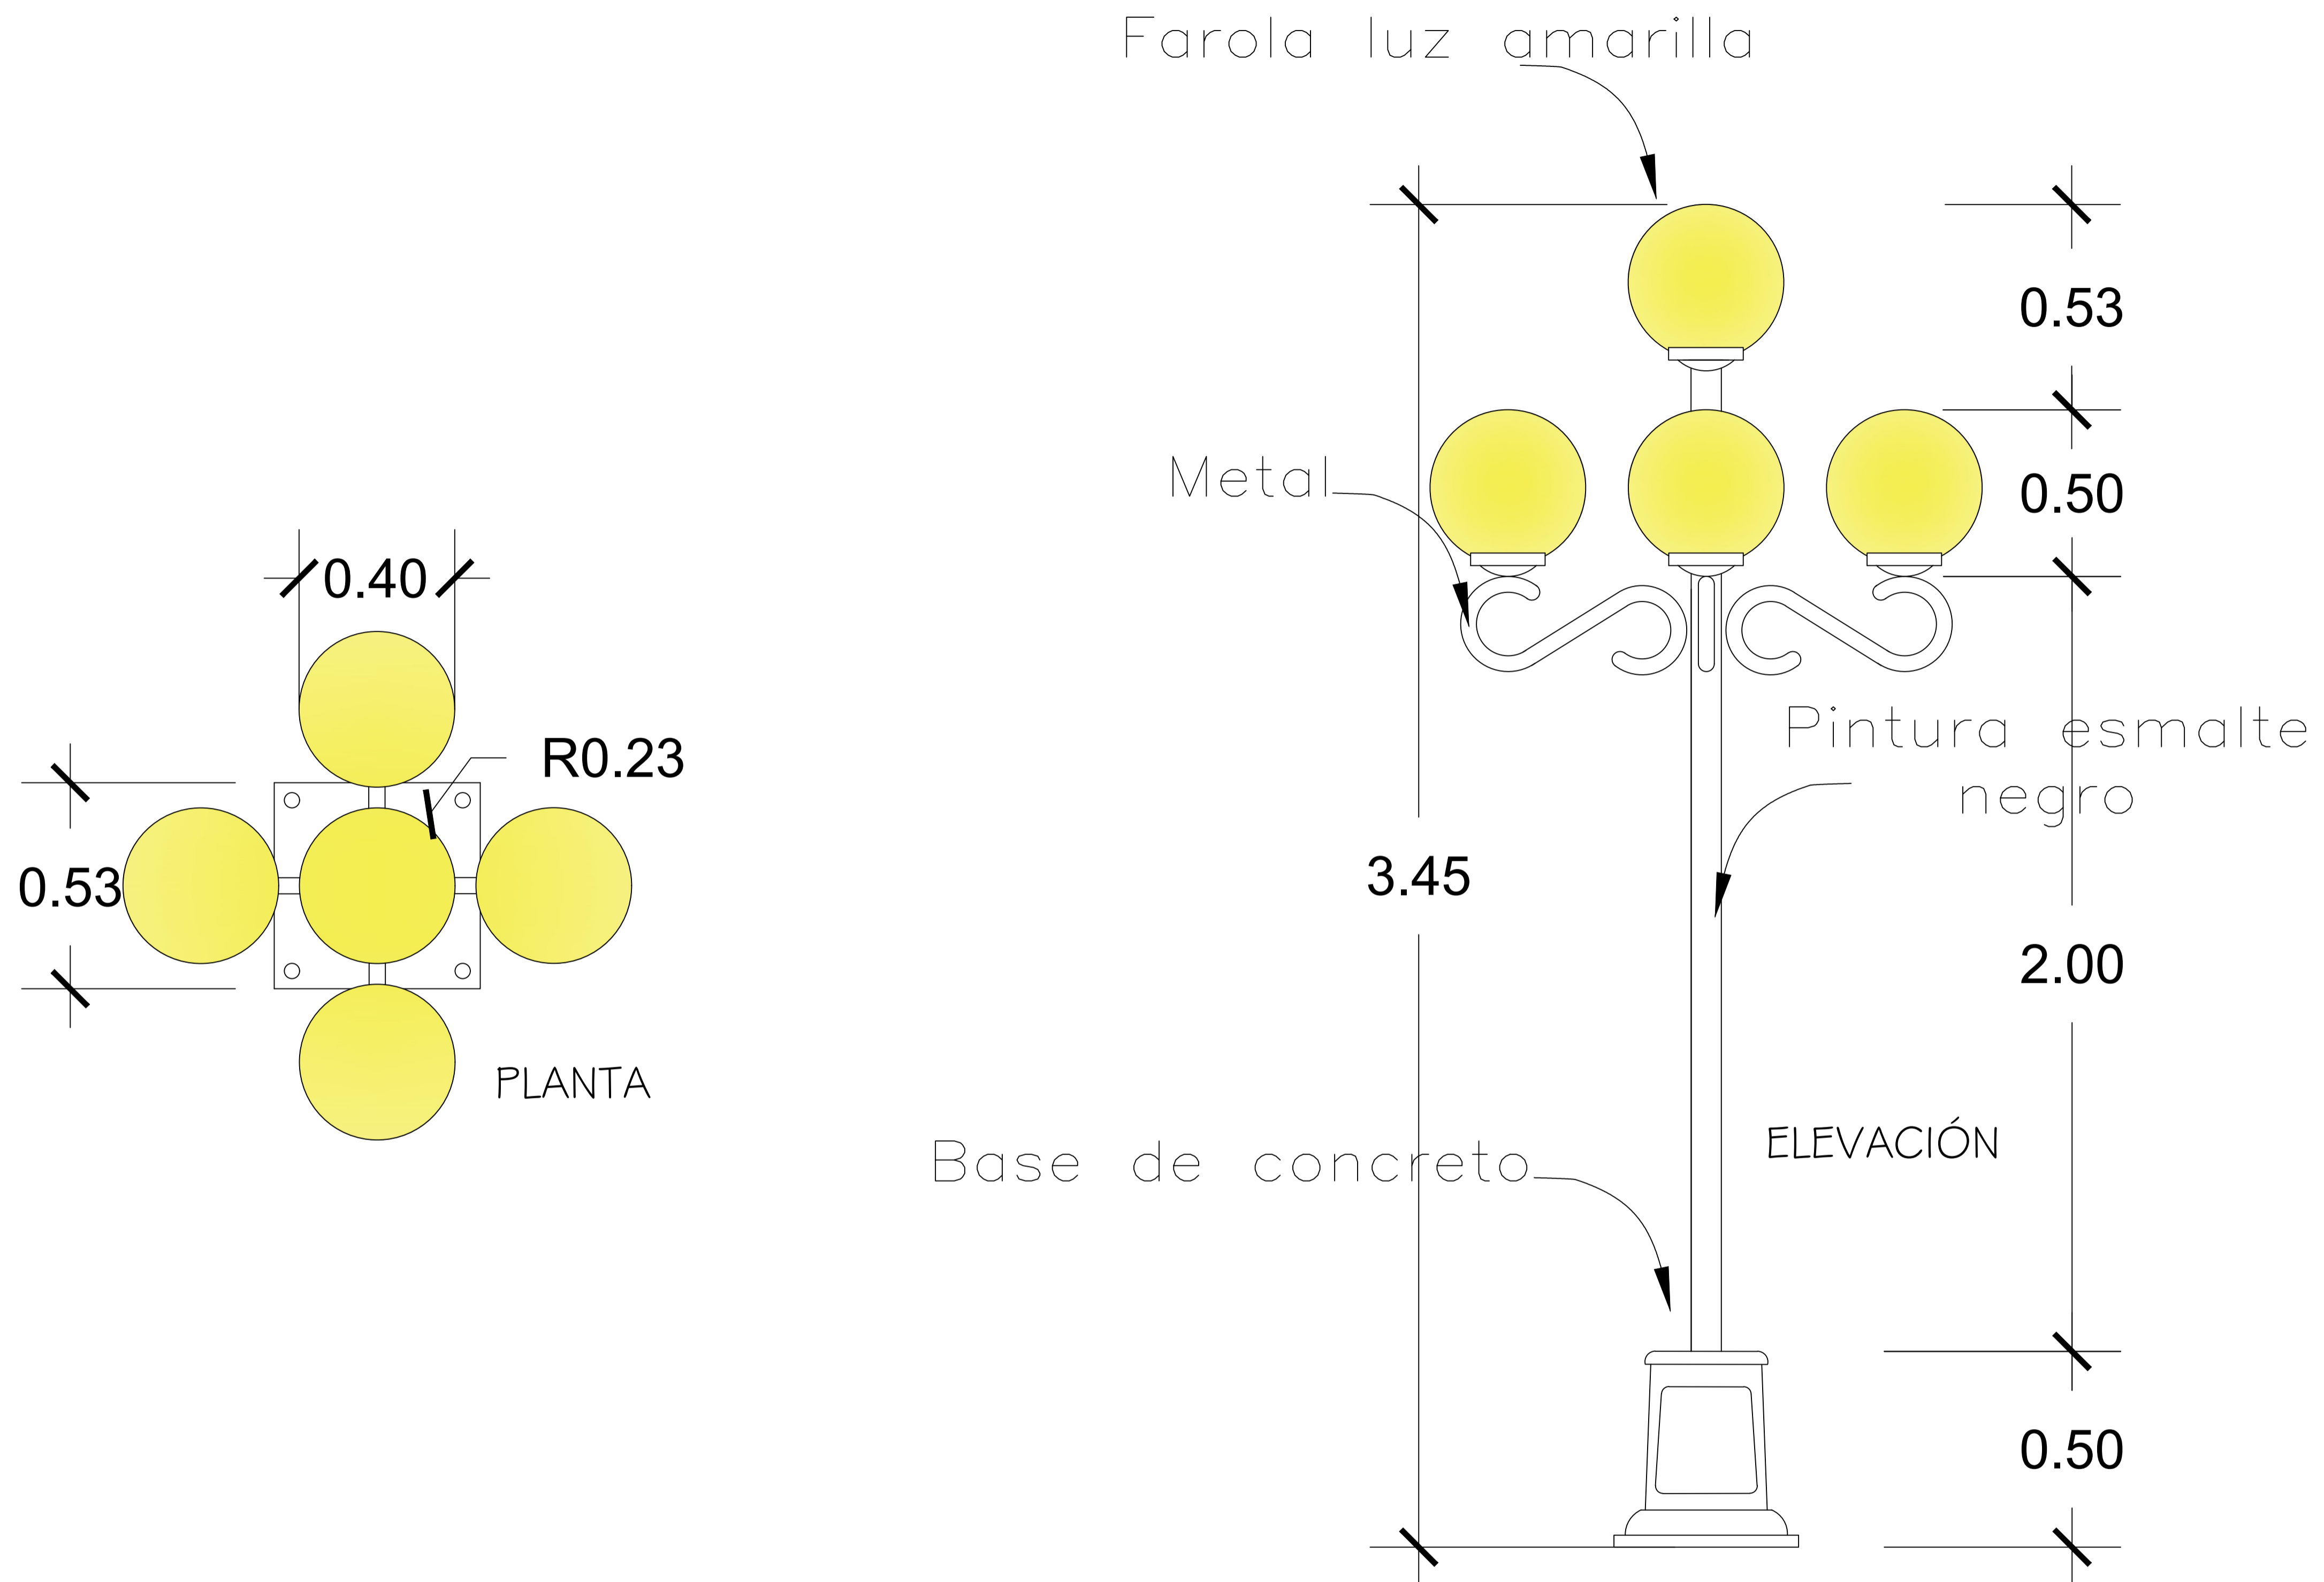 Farola luz amarilla
0.53
Metal
0.50
0.40
R0.23
Pintura esmalte
negro
0.53
3.45
2.00
PLANTA
Base de concreto
ELEVACIÓN
0.50